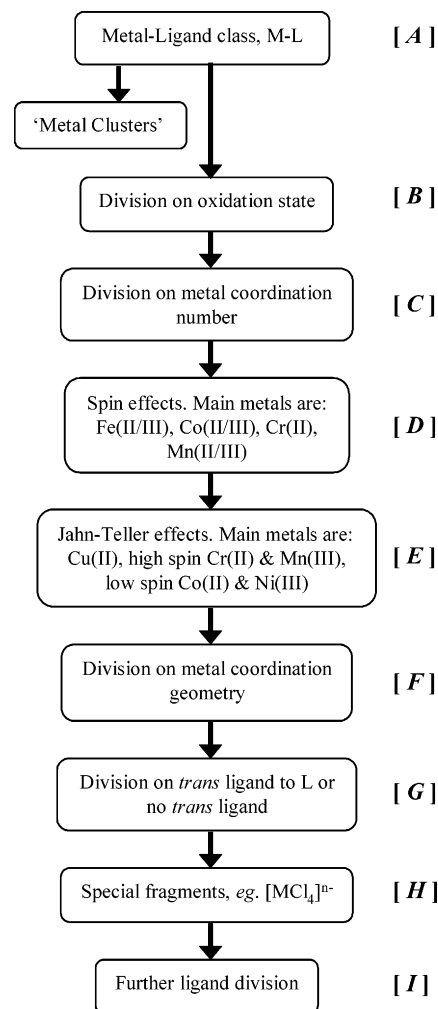 Metal-Ligand class, M-L
[ A ]
‘Metal Clusters’
Division on oxidation state
[ B ]
Division on metal coordination
number
[ C ]
Spin effects. Main metals are:
Fe(II/III), Co(II/III), Cr(II),
Mn(II/III)
[ D ]
Jahn-Teller effects. Main metals are:
Cu(II), high spin Cr(II) & Mn(III),
low spin Co(II) & Ni(III)
[ E ]
Division on metal coordination
geometry
[ F ]
Division on trans ligand to L or
no trans ligand
[ G ]
Special fragments, eg. [MCl₄]ⁿ⁻
[ H ]
Further ligand division
[ I ]